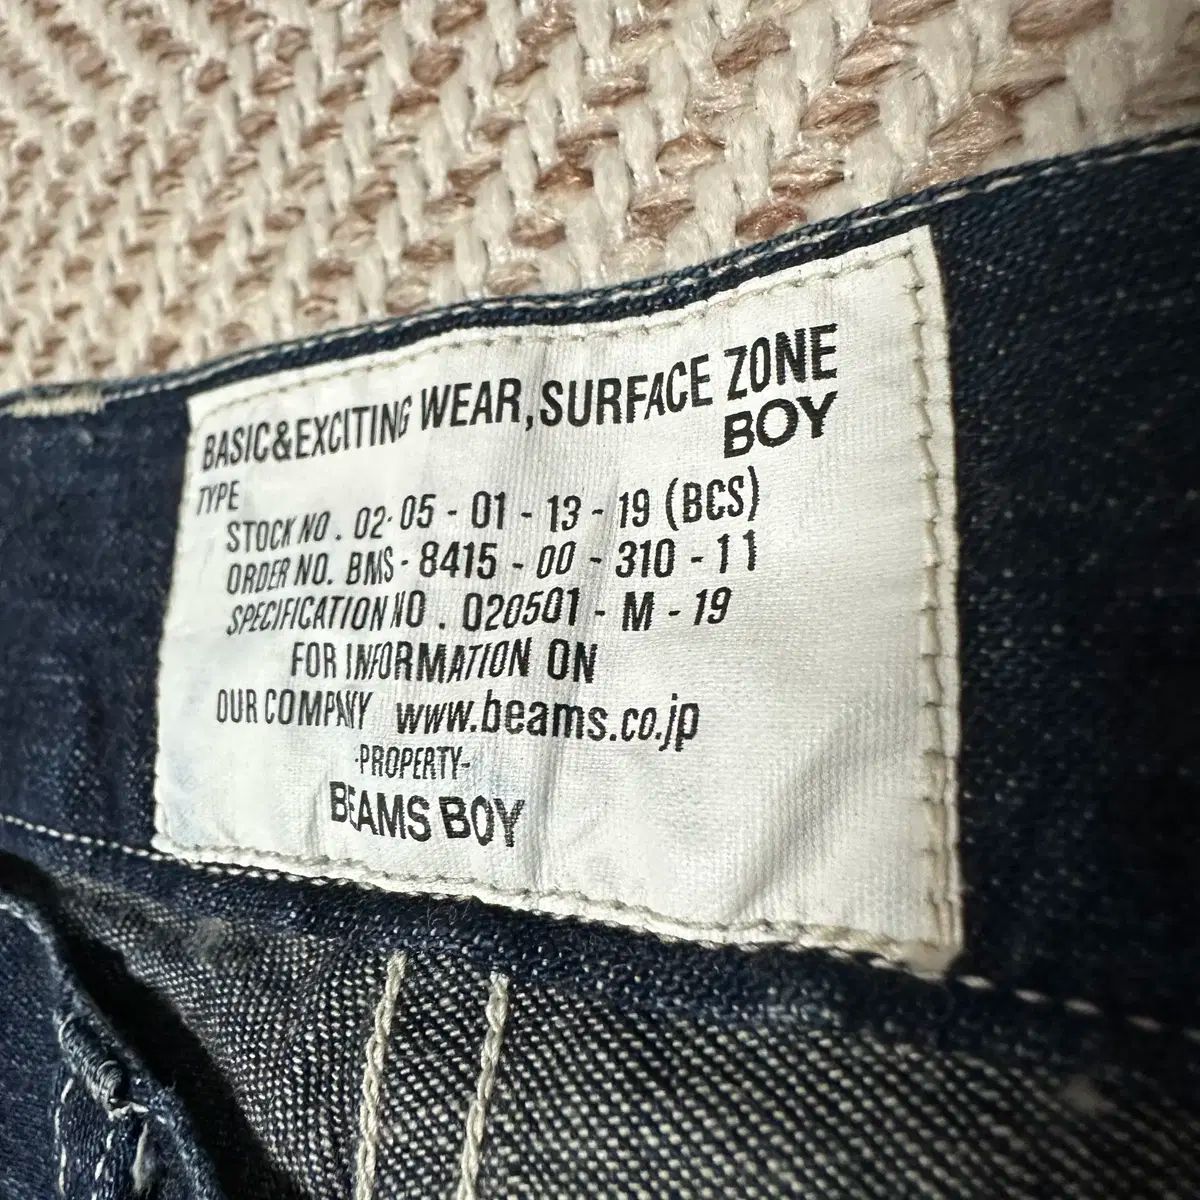 BASIC&EXCITING WEAR,SURFACE ZONE
BOY
TYPE
STOCK NO. 02-05-01-13-19 (BCS)
ORDER NO. BMS-8415-00-310-11
SPECIFICATION NO. 020501-M-19
FOR INFORMATION ON
OUR COMPANY www.beams.co.jp
-PROPERTY-
BEAMS BOY